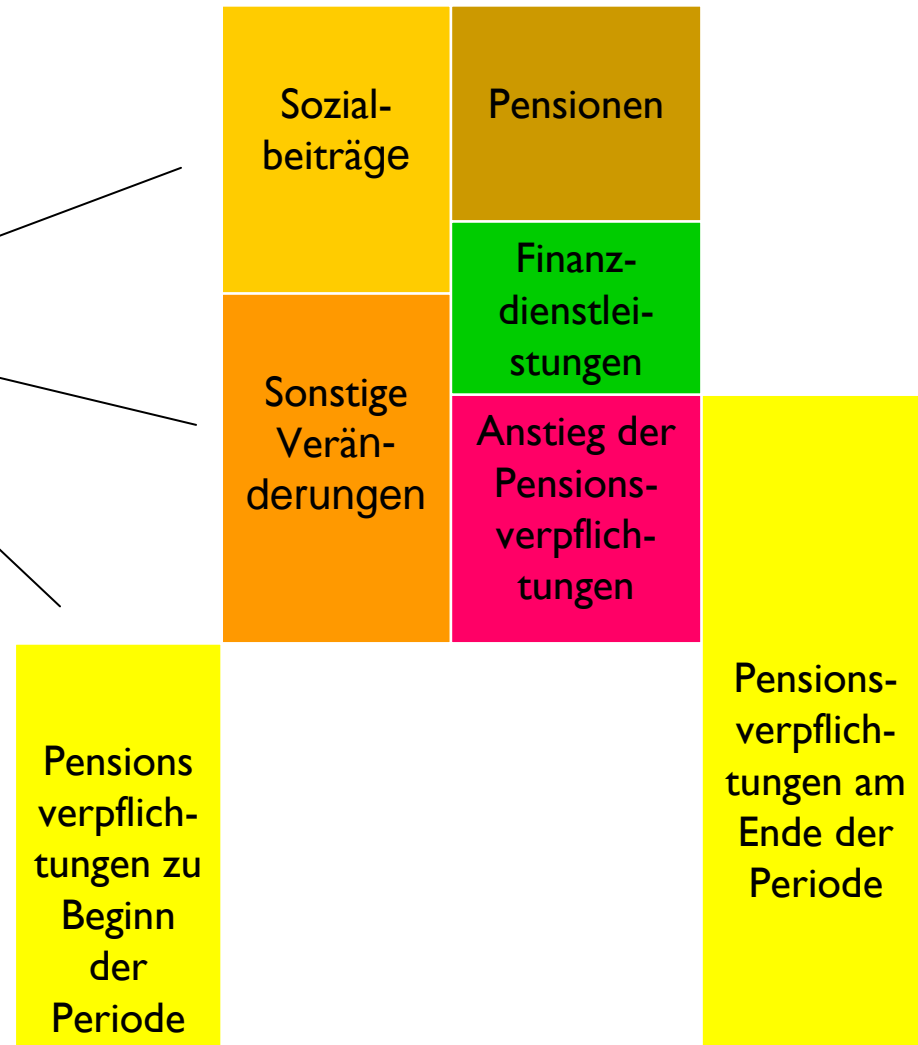 Sozial-
beiträge
Pensionen
Finanz-
dienstlei-
stungen
Sonstige
Verän-
derungen
Anstieg der
Pensions-
verpflich-
tungen
Pensions
verpflich-
tungen zu
Beginn
der
Periode
Pensions-
verpflich-
tungen am
Ende der
Periode